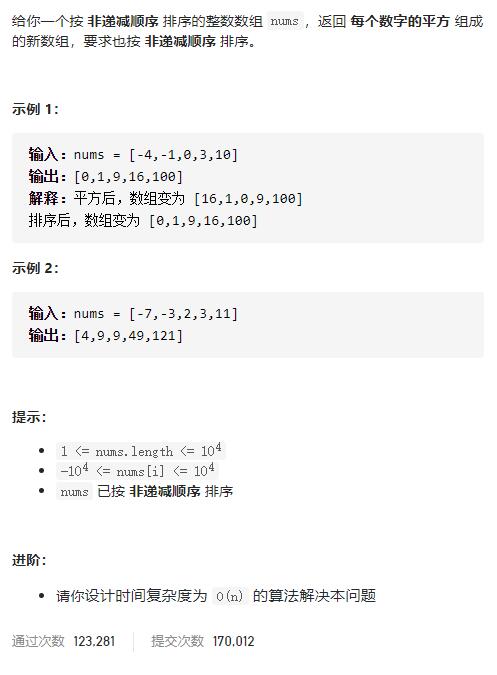 给你一个按 非递减顺序 排序的整数数组 nums，返回 每个数字的平方 组成
的新数组，要求也按 非递减顺序 排序。
示例 1：
输入：nums = [-4,-1,0,3,10]
输出：[0,1,9,16,100]
解释：平方后，数组变为 [16,1,0,9,100]
排序后，数组变为 [0,1,9,16,100]
示例 2：
输入：nums = [-7,-3,2,3,11]
输出：[4,9,9,49,121]
提示：
• 1 <= nums.length <= 10⁴
• -10⁴ <= nums[i] <= 10⁴
• nums 已按 非递减顺序 排序
进阶：
• 请你设计时间复杂度为 O(n) 的算法解决本问题
通过次数 123,281 提交次数 170,012